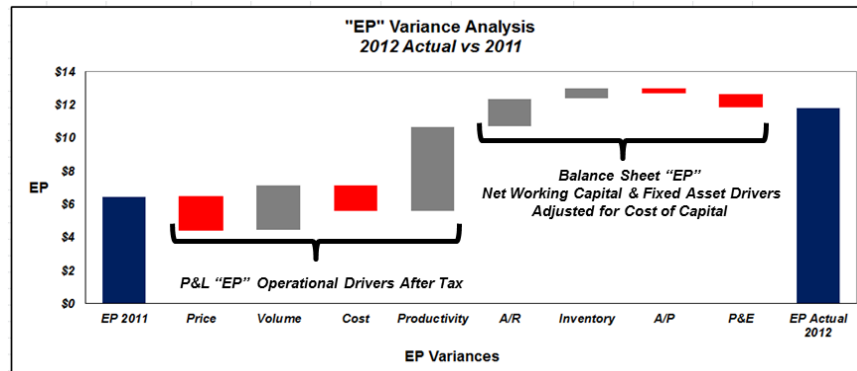 "EP" Variance Analysis
2012 Actual vs 2011
$14
$12
$10
$8
$6
$4
$2
$0
EP
Balance Sheet “EP”
Net Working Capital & Fixed Asset Drivers
Adjusted for Cost of Capital
P&L “EP” Operational Drivers After Tax
EP 2011 Price Volume Cost Productivity A/R Inventory A/P P&E EP Actual
2012
EP Variances